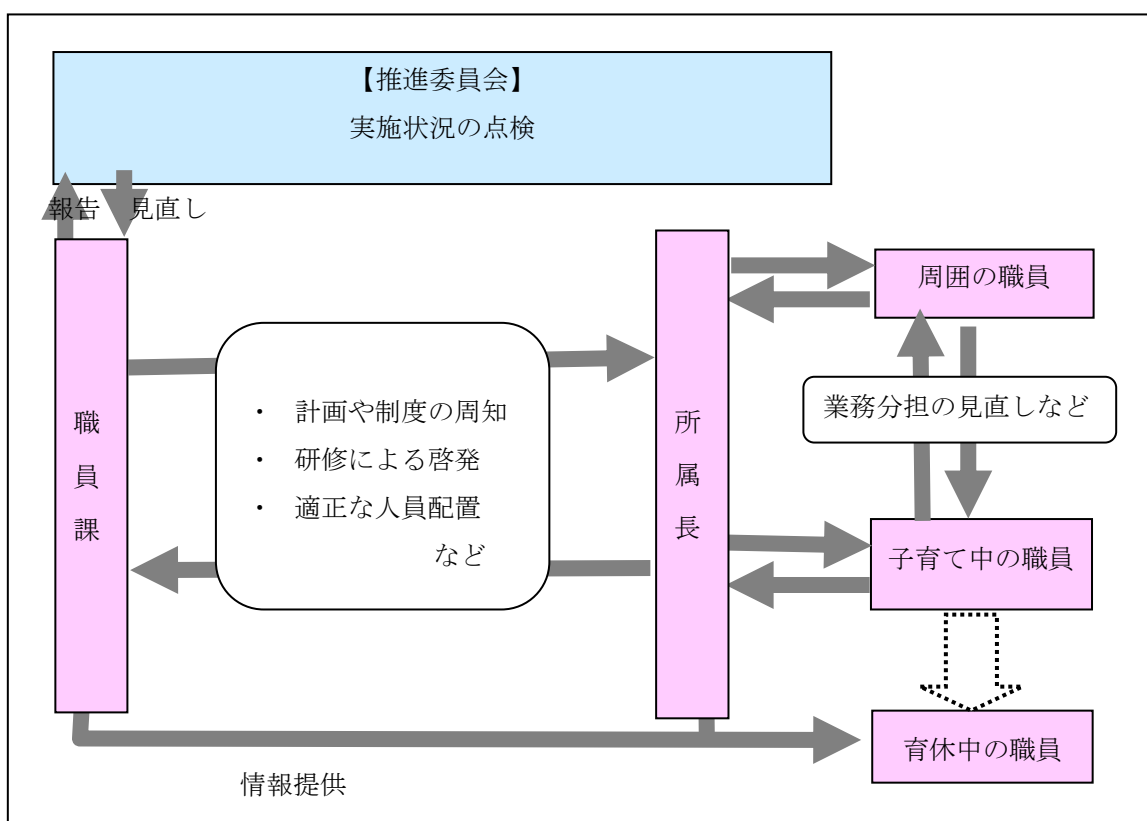 【推進委員会】
実施状況の点検
報告
見直し
職員課
・ 計画や制度の周知
・ 研修による啓発
・ 適正な人員配置
など
所属長
周囲の職員
業務分担の見直しなど
子育て中の職員
育休中の職員
情報提供